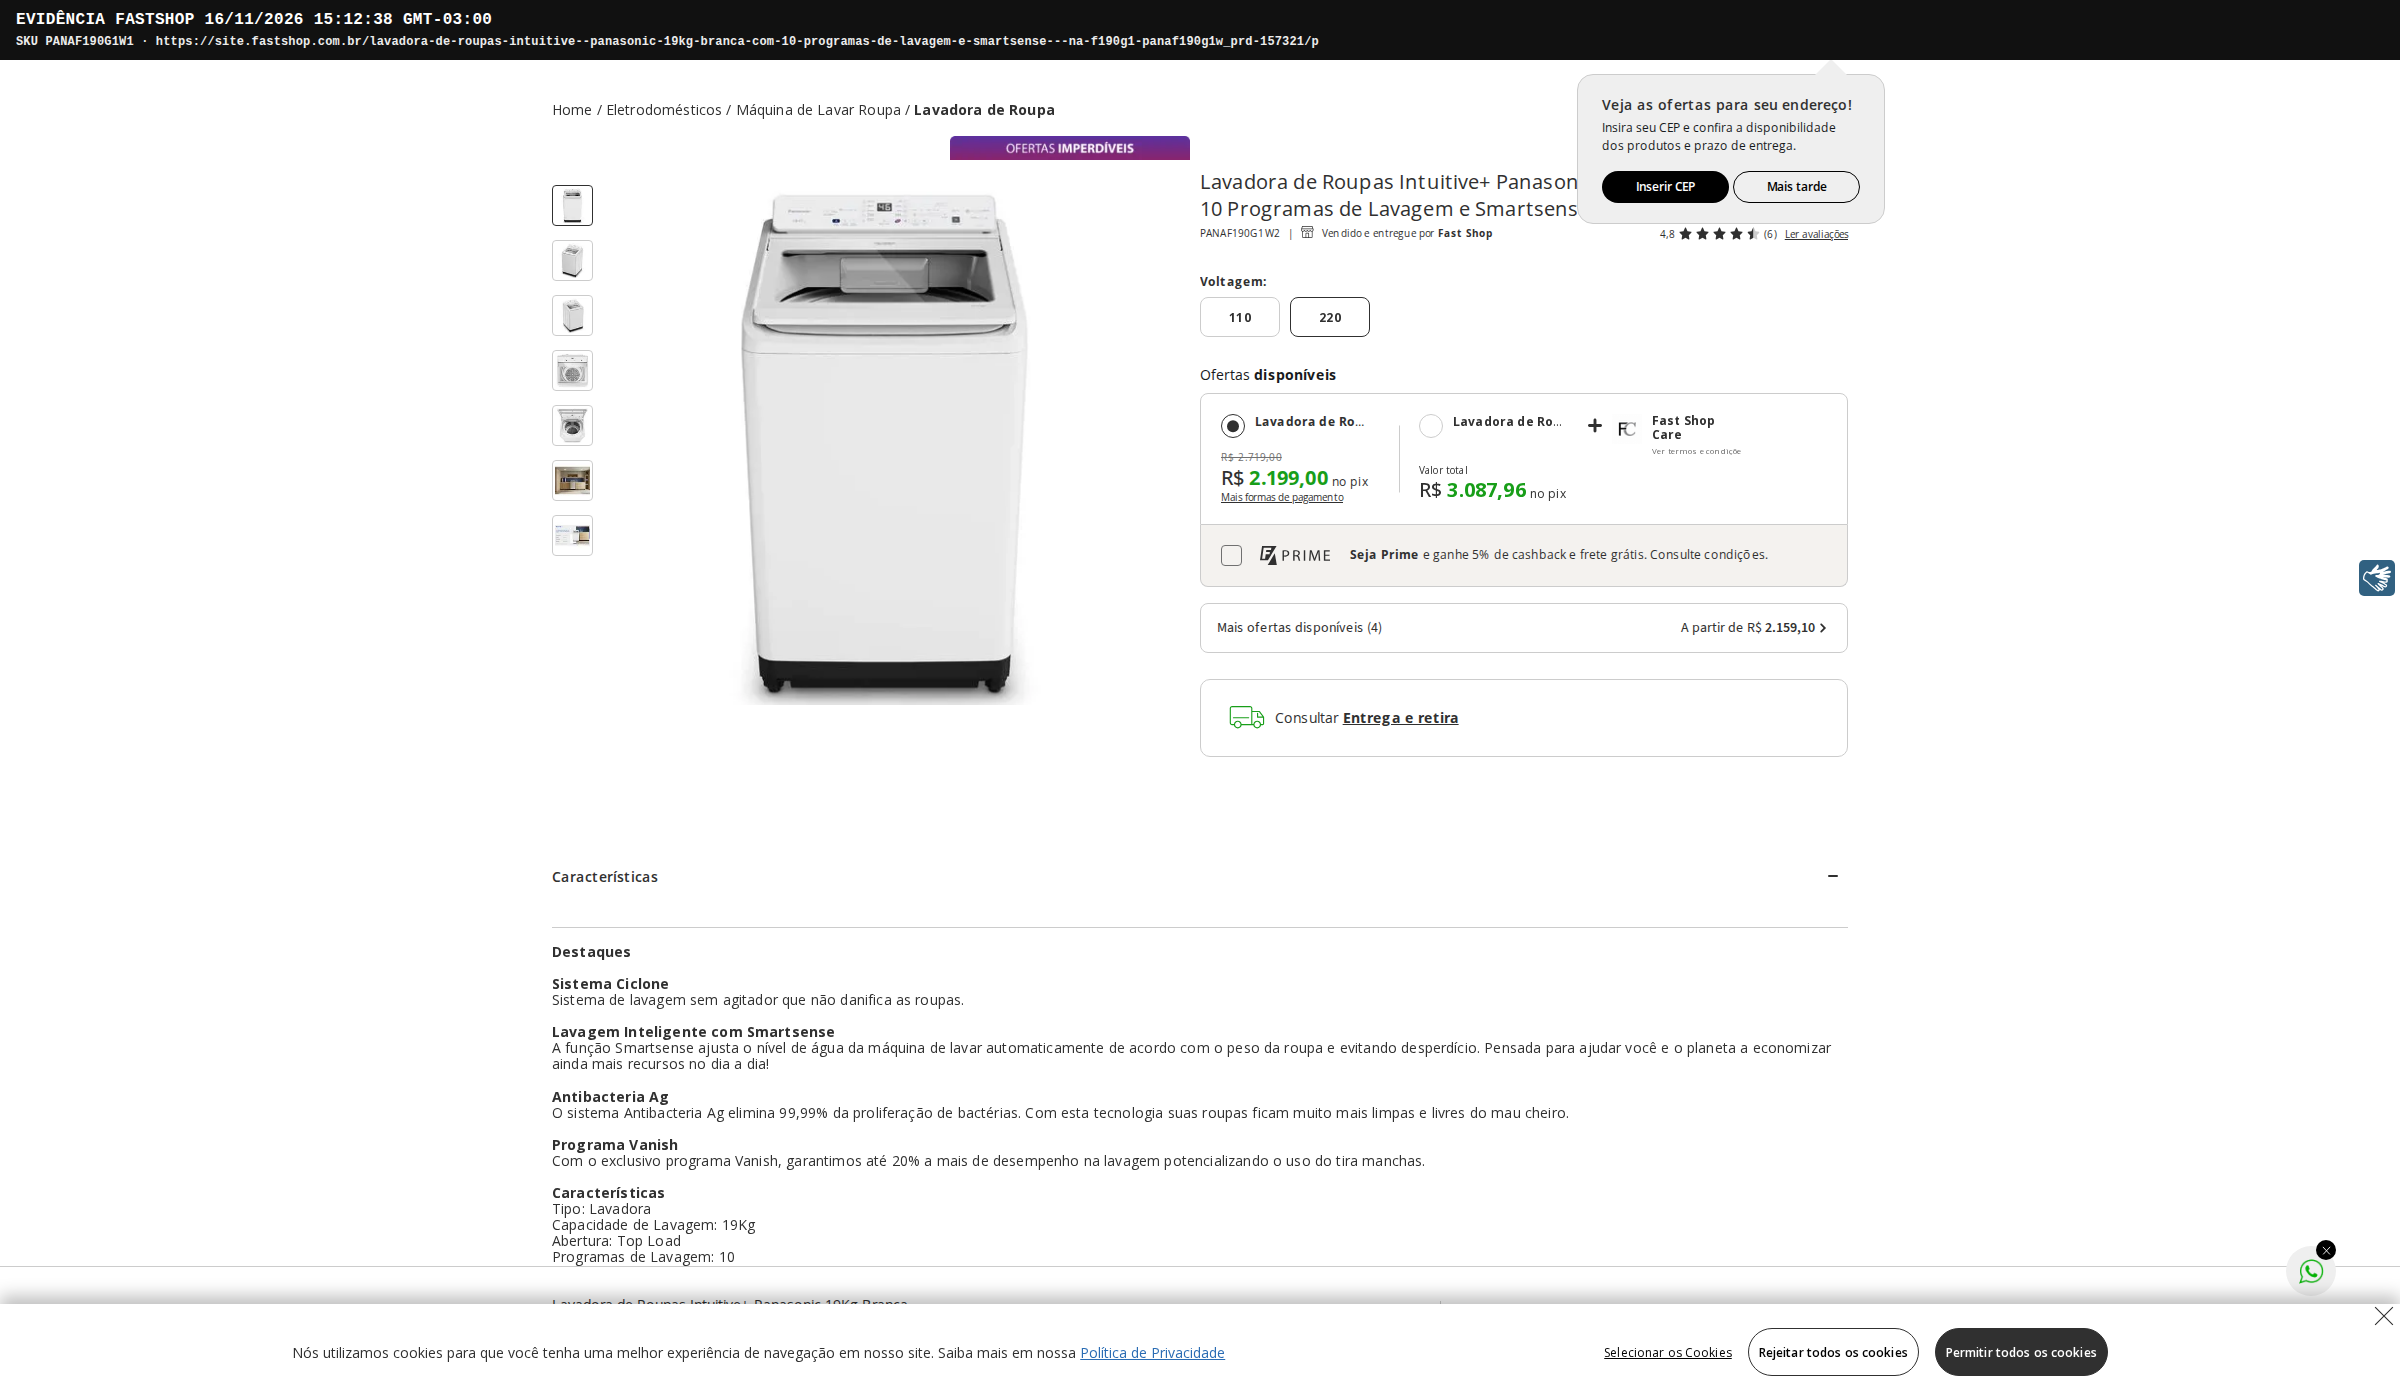 EVIDÊNCIA FASTSHOP 16/11/2026 15:12:38 GMT-03:00
SKU PANAF190G1W1 · https://site.fastshop.com.br/lavadora-de-roupas-intuitive--panasonic-19kg-branca-com-10-programas-de-lavagem-e-smartsense---na-f190g1-panaf190g1w_prd-157321/p
Veja as ofertas para seu endereço!
Insira seu CEP e confira a disponibilidade
dos produtos e prazo de entrega.
Inserir CEP
Mais tarde
Home / Eletrodomésticos / Máquina de Lavar Roupa / Lavadora de Roupa
OFERTAS IMPERDÍVEIS
Lavadora de Roupas Intuitive+ Panason
10 Programas de Lavagem e Smartsens
PANAF190G1W2 | Vendido e entregue por Fast Shop
4,8 (6) Ler avaliações
Voltagem:
110
220
Ofertas disponíveis
Lavadora de Ro...
R$ 2.719,00
R$ 2.199,00 no pix
Mais formas de pagamento
Lavadora de Ro...
+ Fast Shop
Care
Ver termos e condiçõe
Valor total
R$ 3.087,96 no pix
PRIME Seja Prime e ganhe 5% de cashback e frete grátis. Consulte condições.
Mais ofertas disponíveis (4)
A partir de R$ 2.159,10
Consultar Entrega e retira
Características
Destaques
Sistema Ciclone
Sistema de lavagem sem agitador que não danifica as roupas.
Lavagem Inteligente com Smartsense
A função Smartsense ajusta o nível de água da máquina de lavar automaticamente de acordo com o peso da roupa e evitando desperdício. Pensada para ajudar você e o planeta a economizar
ainda mais recursos no dia a dia!
Antibacteria Ag
O sistema Antibacteria Ag elimina 99,99% da proliferação de bactérias. Com esta tecnologia suas roupas ficam muito mais limpas e livres do mau cheiro.
Programa Vanish
Com o exclusivo programa Vanish, garantimos até 20% a mais de desempenho na lavagem potencializando o uso do tira manchas.
Características
Tipo: Lavadora
Capacidade de Lavagem: 19Kg
Abertura: Top Load
Programas de Lavagem: 10
Lavadora de Roupas Intuitive+ Panasonic 19Kg Branca
Nós utilizamos cookies para que você tenha uma melhor experiência de navegação em nosso site. Saiba mais em nossa Política de Privacidade
Selecionar os Cookies
Rejeitar todos os cookies
Permitir todos os cookies